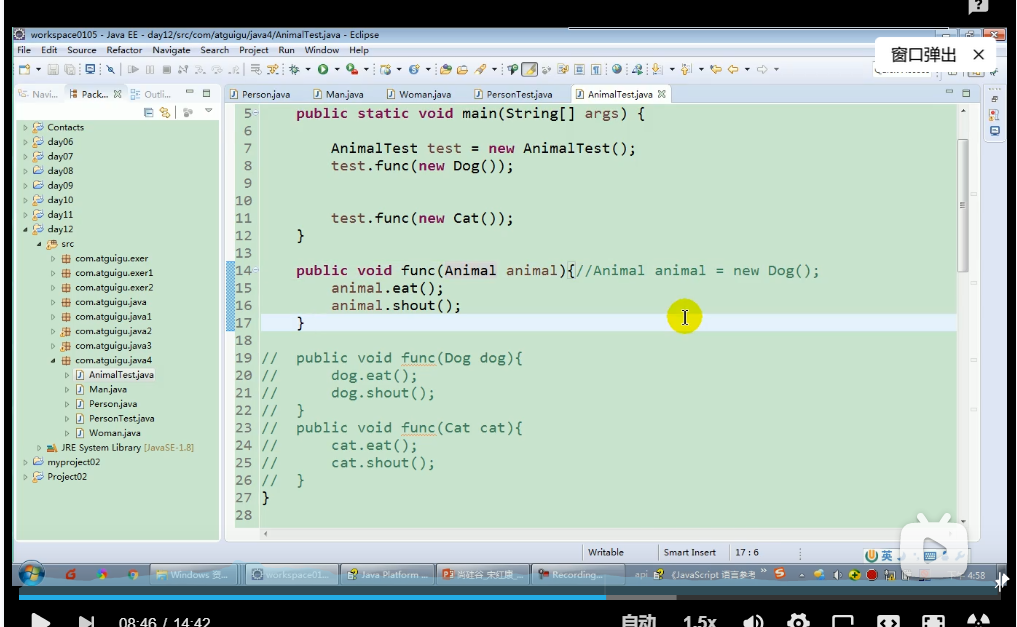 workspace0105 - Java EE - day12/src/com/atguigu/java4/AnimalTest.java - Eclipse
File Edit Source Refactor Navigate Search Project Run Window Help
窗口弹出
Navi... Pack... Outli...
Person.java Man.java Woman.java PersonTest.java AnimalTest.java
Contacts
day06
day07
day08
day09
day10
day11
day12
src
com.atguigu.exer
com.atguigu.exer1
com.atguigu.exer2
com.atguigu.java
com.atguigu.java1
com.atguigu.java2
com.atguigu.java3
com.atguigu.java4
AnimalTest.java
Man.java
Person.java
PersonTest.java
Woman.java
JRE System Library [JavaSE-1.8]
myproject02
Project02
5 public static void main(String[] args) {
6
7 AnimalTest test = new AnimalTest();
8 test.func(new Dog());
9
10
11 test.func(new Cat());
12 }
13
14 public void func(Animal animal){//Animal animal = new Dog();
15 animal.eat();
16 animal.shout();
17 }
18
19 // public void func(Dog dog){
20 // dog.eat();
21 // dog.shout();
22 // }
23 // public void func(Cat cat){
24 // cat.eat();
25 // cat.shout();
26 // }
27 }
28
Writable Smart Insert 17 : 6
英
Windows 资... workspace01... Java Platform ... 尚硅谷_宋红康_... Recording... api 《JavaScript 语言参考 »
4:58
08:46 / 14:42 自动 1.5x